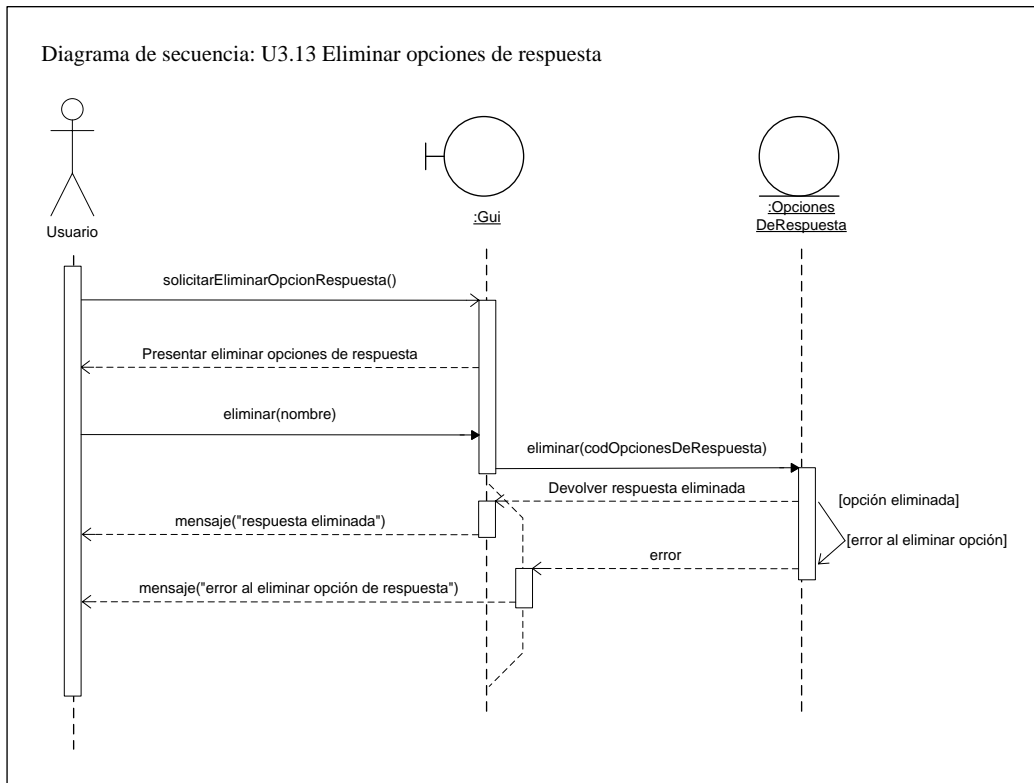 Diagrama de secuencia: U3.13 Eliminar opciones de respuesta
Usuario
:Gui
:Opciones
DeRespuesta
solicitarEliminarOpcionRespuesta()
Presentar eliminar opciones de respuesta
eliminar(nombre)
eliminar(codOpcionesDeRespuesta)
Devolver respuesta eliminada
[opción eliminada]
mensaje("respuesta eliminada")
[error al eliminar opción]
error
mensaje("error al eliminar opción de respuesta")